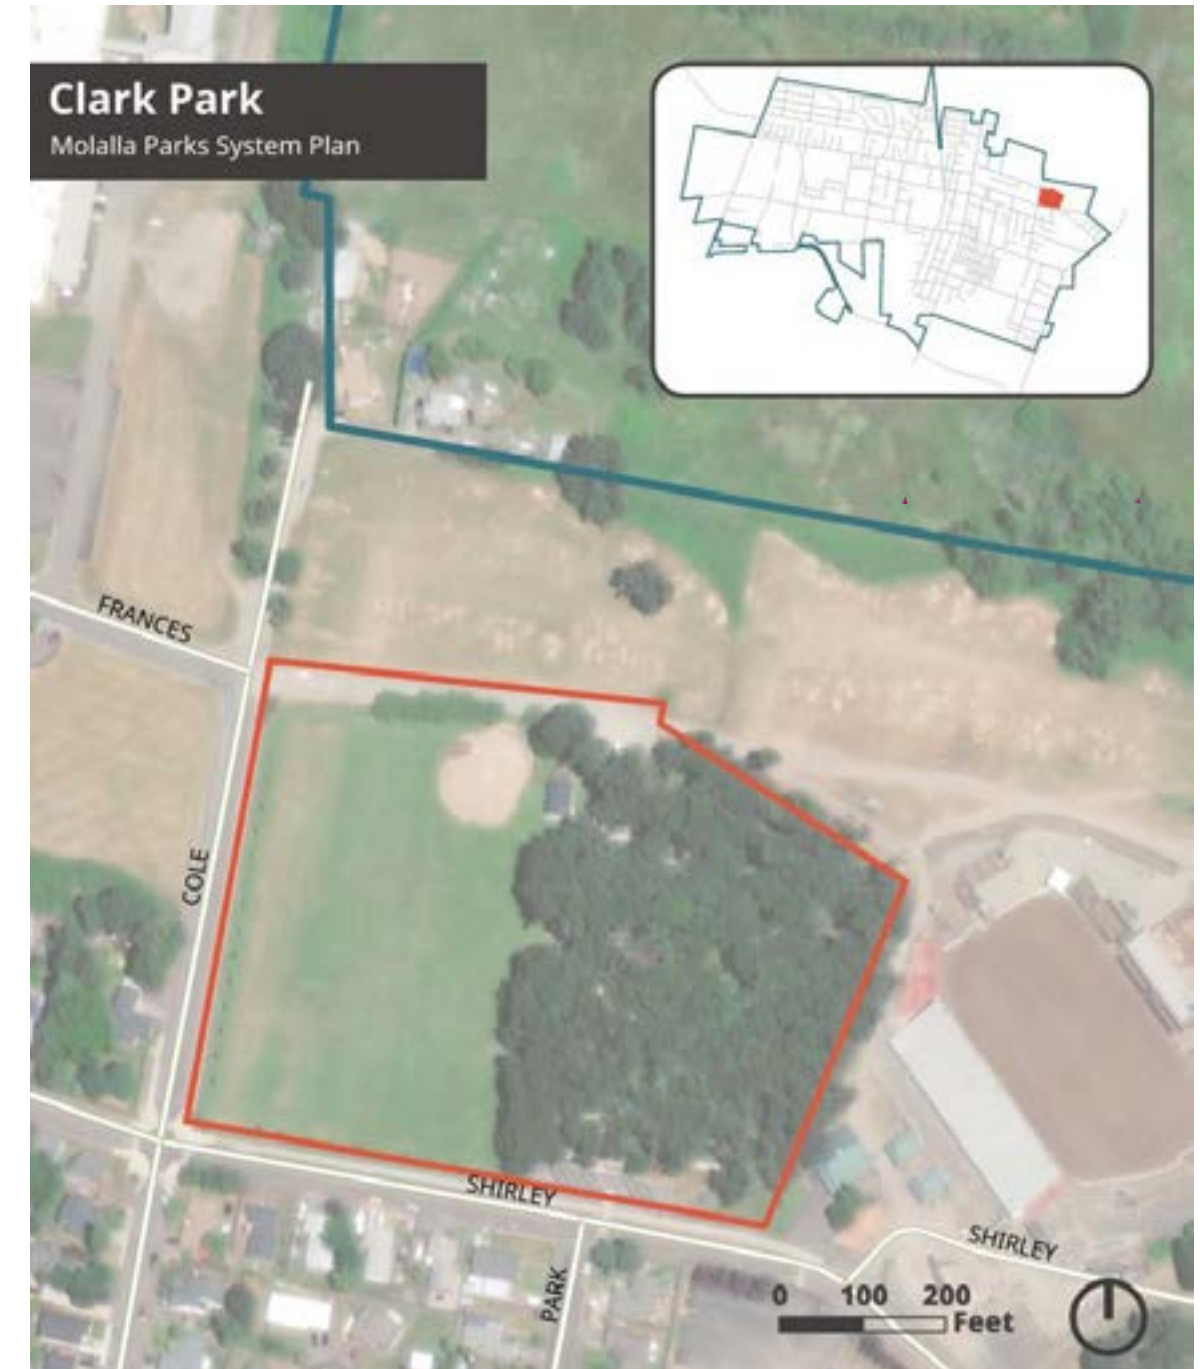 Clark Park
Molalla Parks System Plan
FRANCES
COLE
SHIRLEY
SHIRLEY
PARK
0 100 200
Feet